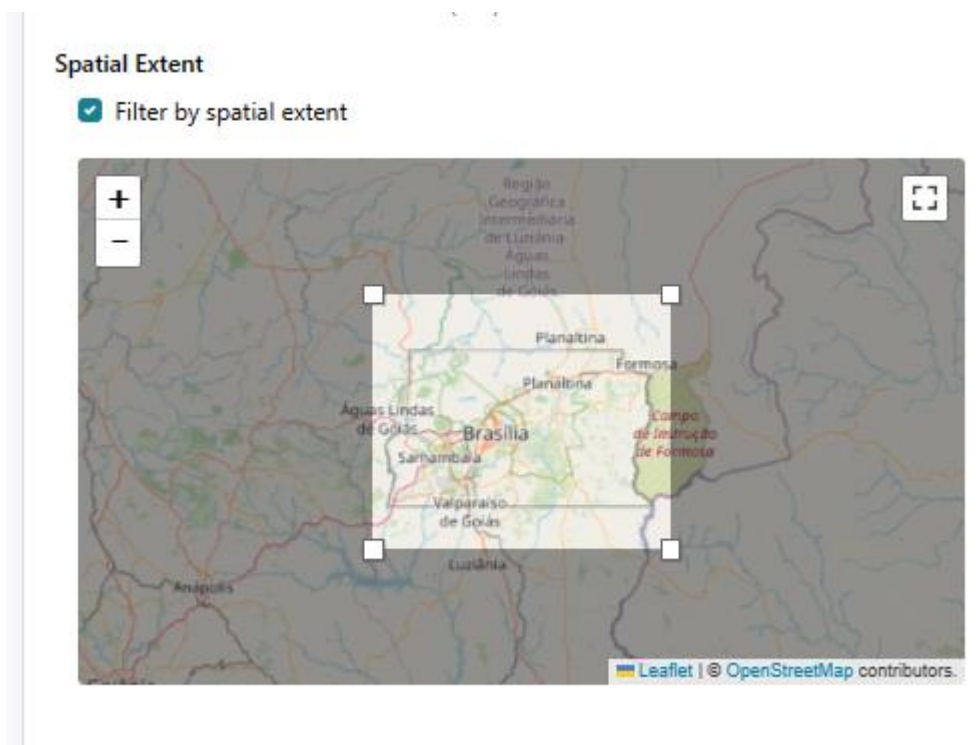 Spatial Extent
Filter by spatial extent
+
−
Região
Geográfica
Intermediária
de Luziânia-
Águas
Lindas
de Goiás
Planaltina
Formosa
Planaltina
Águas Lindas
de Goiás
Brasília
Campo
de Instrução
de Formosa
Samambaia
Valparaíso
de Goiás
Luziânia
Anápolis
Leaflet | © OpenStreetMap contributors.